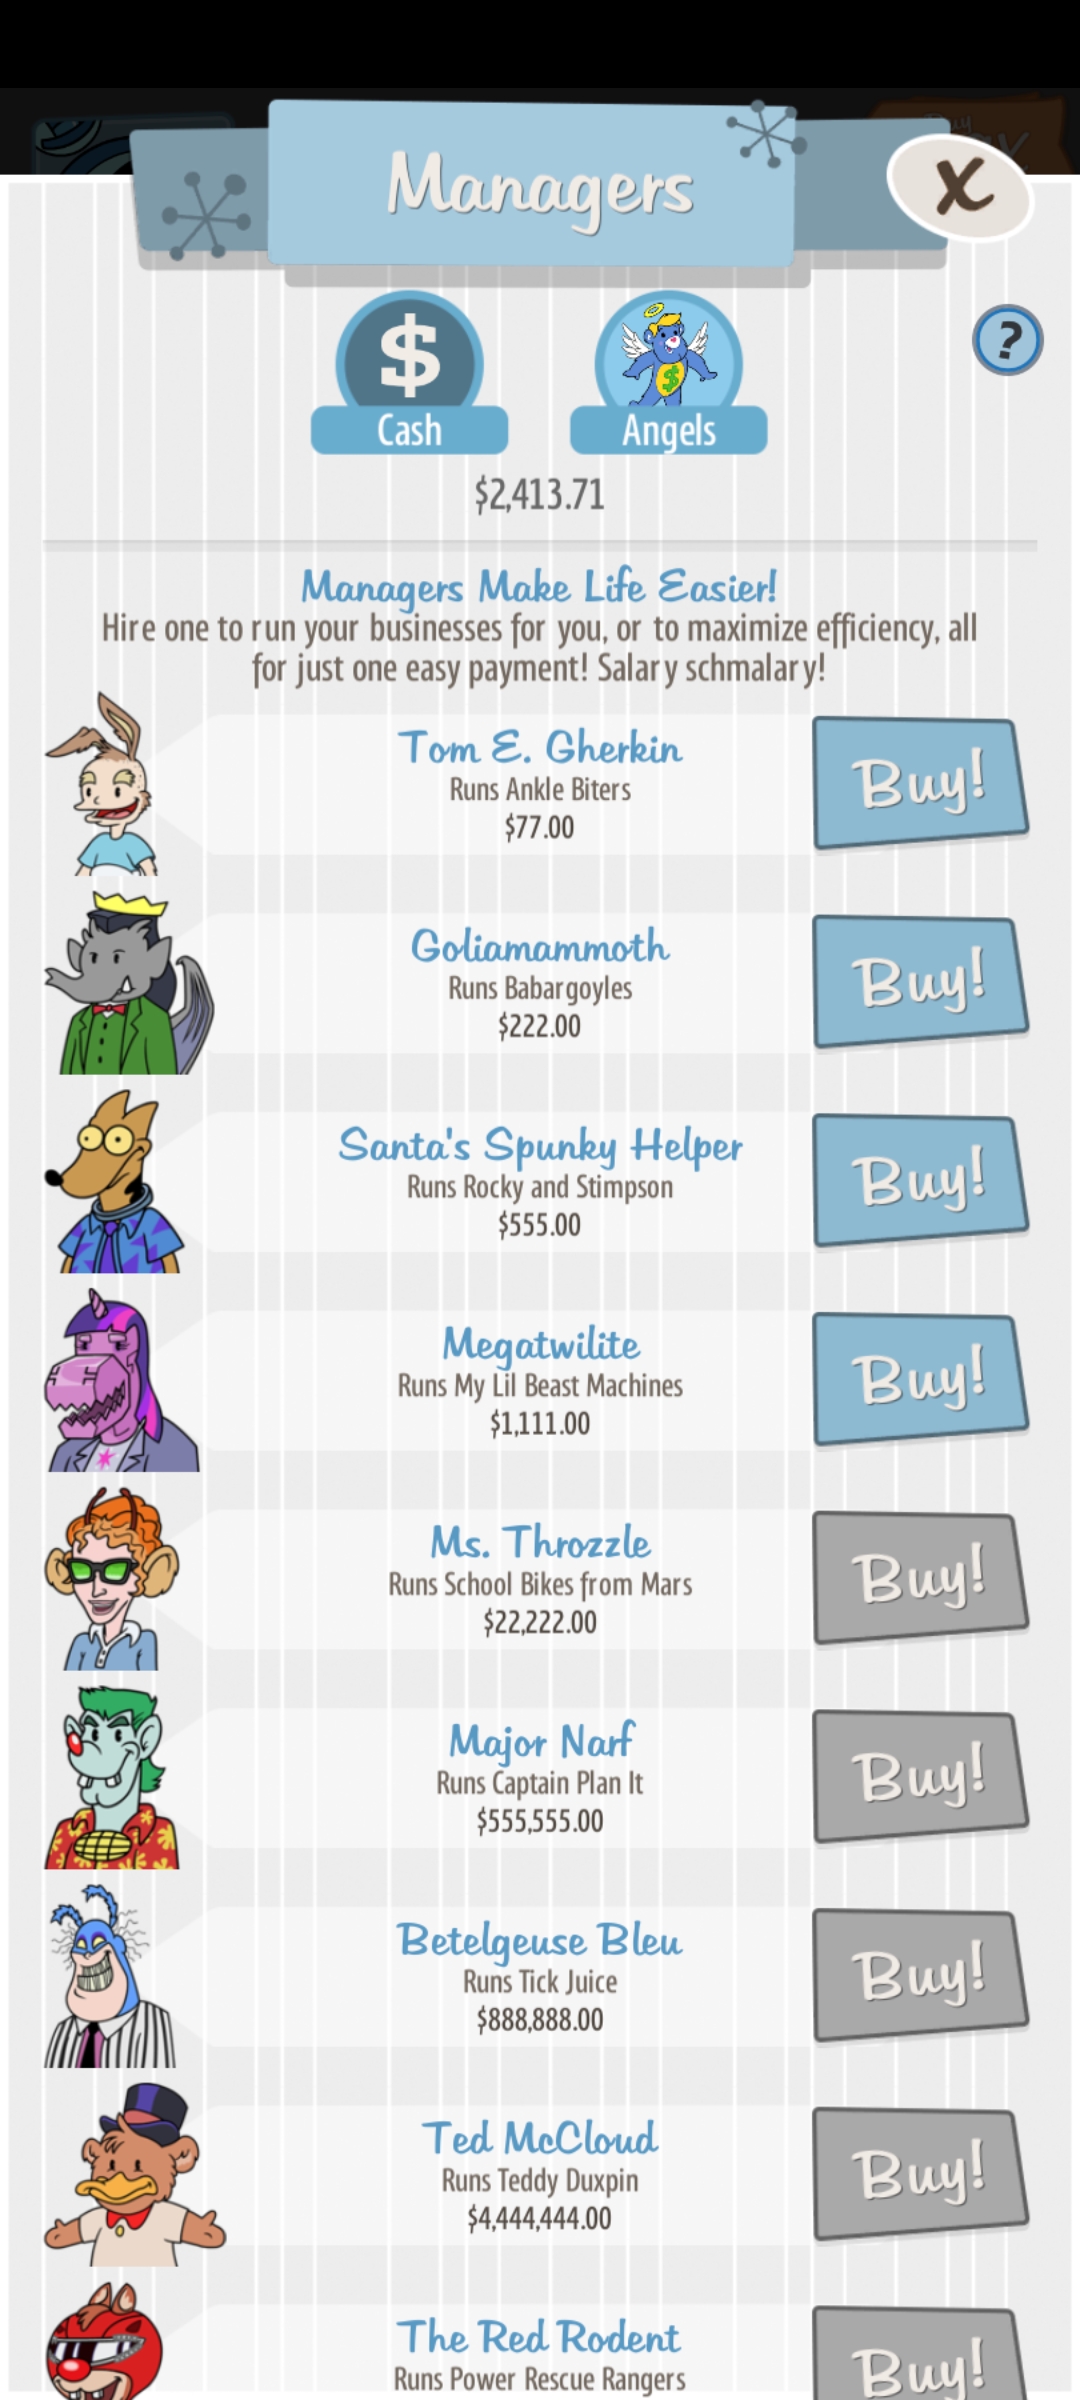 Managers
X
?
$
$
Cash
Angels
$2,413.71
Managers Make Life Easier!
Hire one to run your businesses for you, or to maximize efficiency, all
for just one easy payment! Salary schmalary!
Tom E. Gherkin
Runs Ankle Biters
$77.00
Buy!
Goliamammoth
Runs Babargoyles
$222.00
Buy!
Santa's Spunky Helper
Runs Rocky and Stimpson
$555.00
Buy!
Megatwilite
Runs My Lil Beast Machines
$1,111.00
Buy!
Ms. Throzzle
Runs School Bikes from Mars
$22,222.00
Buy!
Major Narf
Runs Captain Plan It
$555,555.00
Buy!
Betelgeuse Bleu
Runs Tick Juice
$888,888.00
Buy!
Ted McCloud
Runs Teddy Duxpin
$4,444,444.00
Buy!
The Red Rodent
Runs Power Rescue Rangers
Buy!